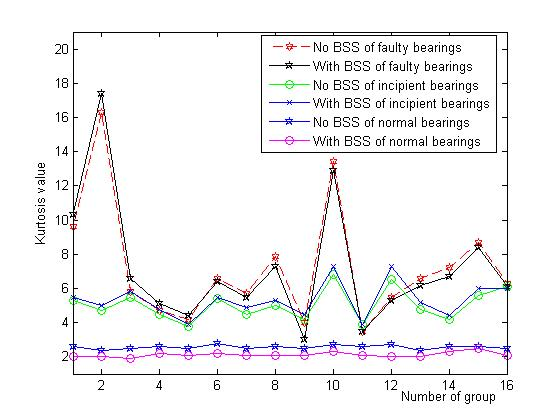 20
18
16
14
12
10
8
6
4
2
Kurtosis value
No BSS of faulty bearings
With BSS of faulty bearings
No BSS of incipient bearings
With BSS of incipient bearings
No BSS of normal bearings
With BSS of normal bearings
2 4 6 8 10 12 14 16
Number of group